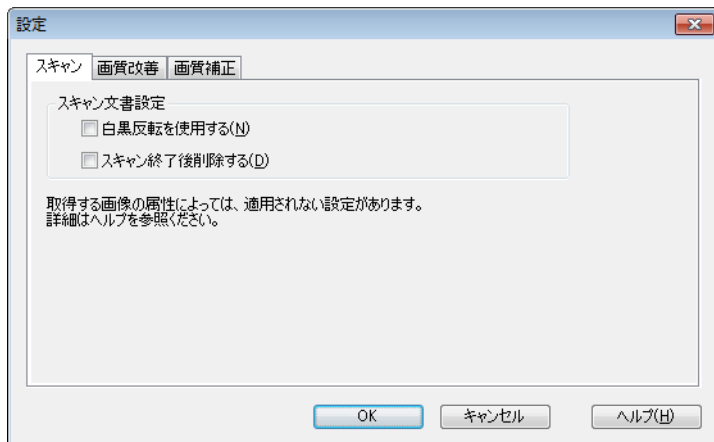 設定
スキャン 画質改善 画質補正
スキャン文書設定
白黒反転を使用する(N)
スキャン終了後削除する(D)
取得する画像の属性によっては、適用されない設定があります。
詳細はヘルプを参照ください。
OK キャンセル ヘルプ(H)